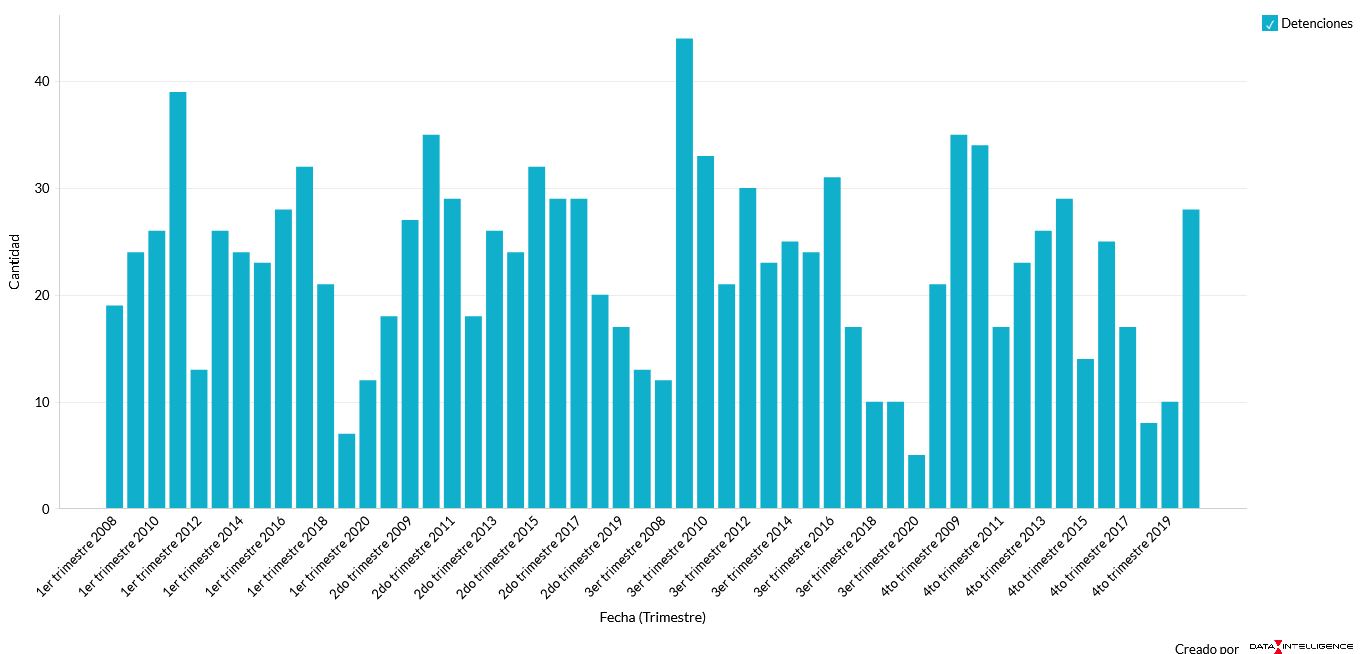 Detenciones
40
30
20
10
0
Cantidad
1er trimestre 2008
1er trimestre 2010
1er trimestre 2012
1er trimestre 2014
1er trimestre 2016
1er trimestre 2018
1er trimestre 2020
2do trimestre 2009
2do trimestre 2011
2do trimestre 2013
2do trimestre 2015
2do trimestre 2017
2do trimestre 2019
3er trimestre 2008
3er trimestre 2010
3er trimestre 2012
3er trimestre 2014
3er trimestre 2016
3er trimestre 2018
3er trimestre 2020
4to trimestre 2009
4to trimestre 2011
4to trimestre 2013
4to trimestre 2015
4to trimestre 2017
4to trimestre 2019
Fecha (Trimestre)
Creado por DATA INTELLIGENCE